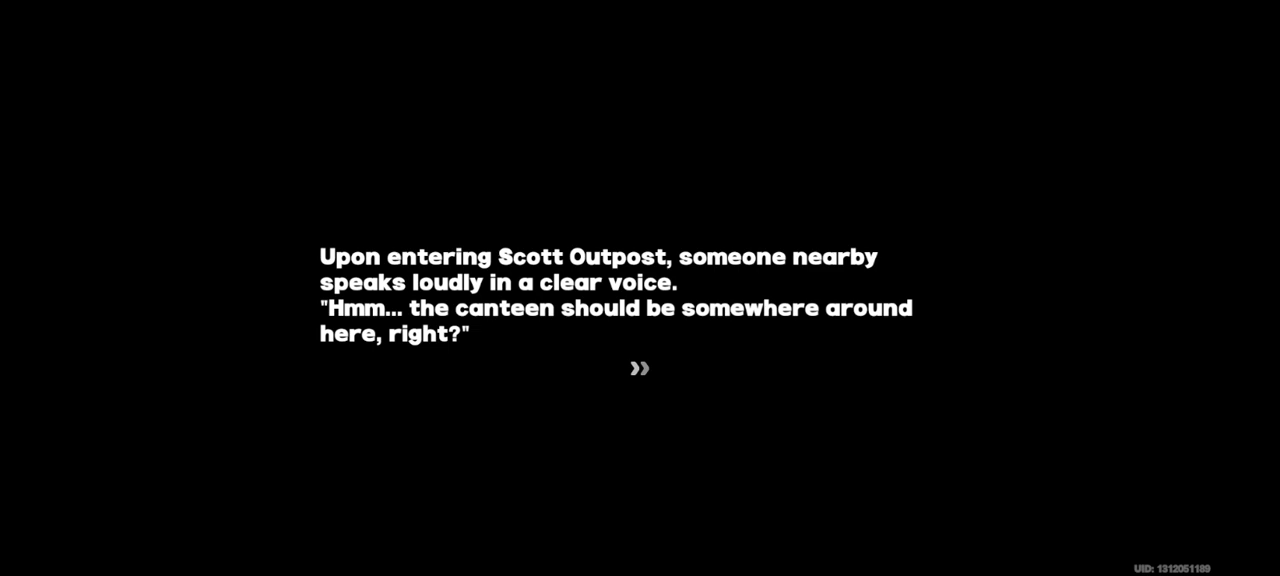 Upon entering Scott Outpost, someone nearby
speaks loudly in a clear voice.
"Hmm... the canteen should be somewhere around
here, right?"
UID: 1312051189